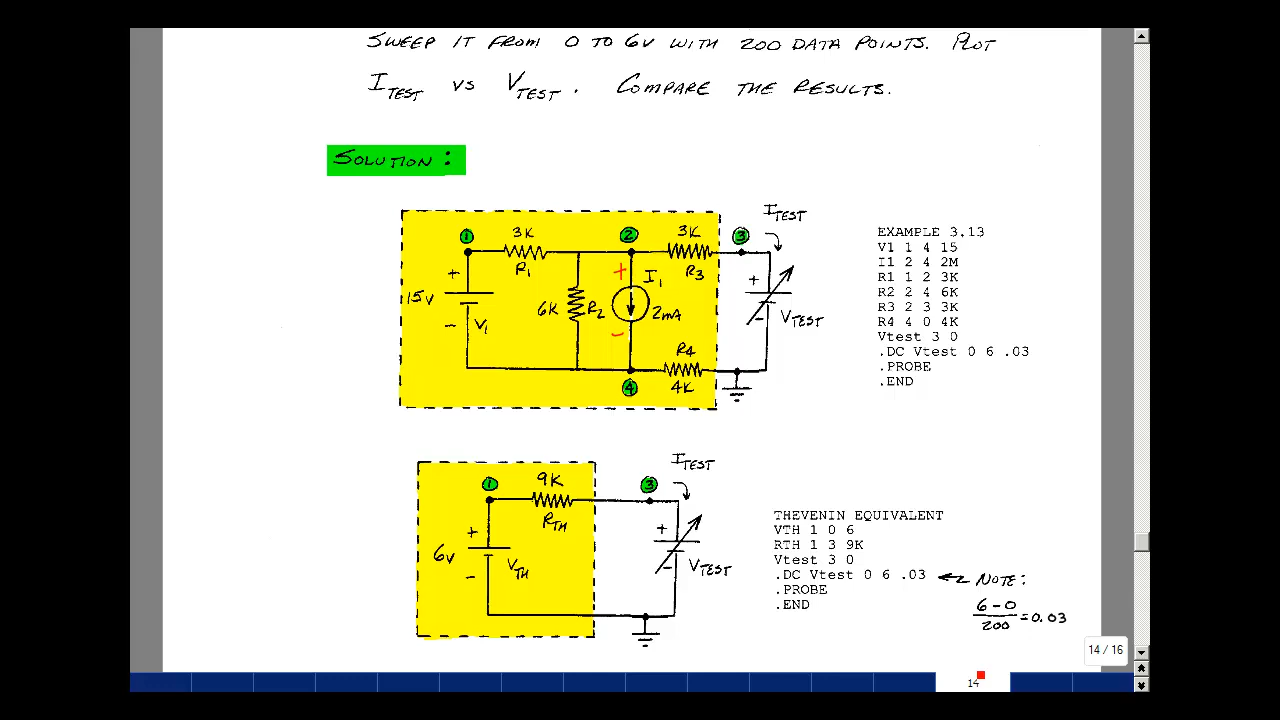 SWEEP IT FROM 0 TO 6V WITH 200 DATA POINTS. PLOT
ITEST VS VTEST. COMPARE THE RESULTS.
SOLUTION:
ITEST
1
3K
R1
2
3K
R3
3
+
15V
-
V1
6K
R2
+
I1
2mA
-
+
-
VTEST
R4
4K
4
EXAMPLE 3.13
V1 1 4 15
I1 2 4 2M
R1 1 2 3K
R2 2 4 6K
R3 2 3 3K
R4 4 0 4K
Vtest 3 0
.DC Vtest 0 6 .03
.PROBE
.END
ITEST
1
9K
RTH
3
+
6V
-
VTH
+
-
VTEST
THEVENIN EQUIVALENT
VTH 1 0 6
RTH 1 3 9K
Vtest 3 0
.DC Vtest 0 6 .03
.PROBE
.END
← NOTE:
6-0
200
=0.03
14 / 16
14